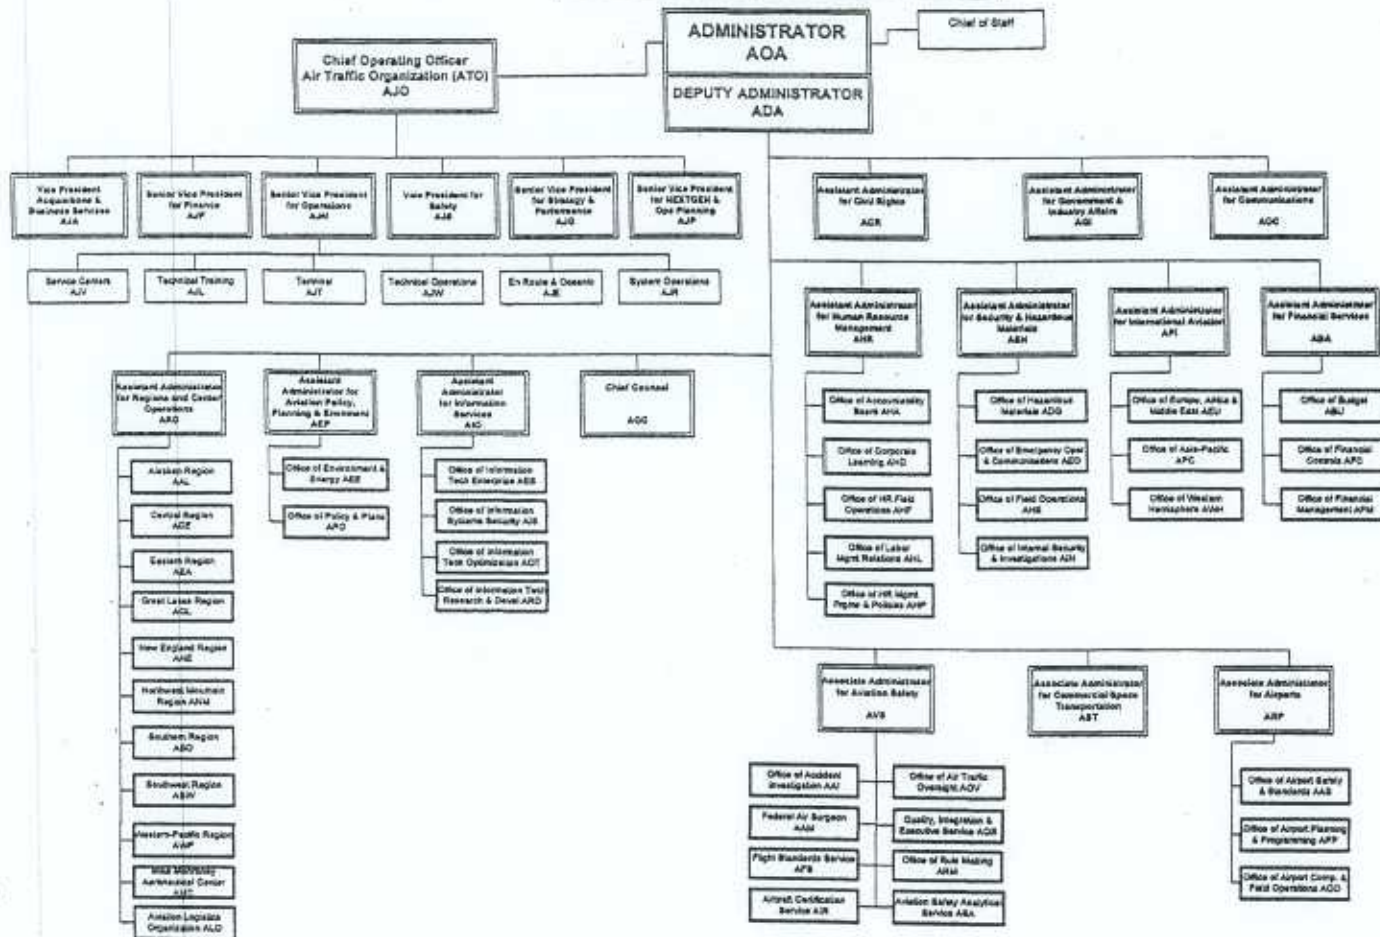 ADMINISTRATOR
AOA
DEPUTY ADMINISTRATOR
ADA
Chief of Staff
Chief Operating Officer
Air Traffic Organization (ATO)
AJO
Vice President
Acquisitions &
Business Services
AJA
Senior Vice President
for Finance
AJF
Senior Vice President
for Operations
Vice President for
Safety
AJS
Senior Vice President
for Strategy &
Performance
AJG
Senior Vice President
for NEXTGEN &
Ops Planning
AJP
Service Centers
AJV
Technical Training
AJL
Terminal
AJT
Technical Operations
AJW
En Route & Oceanic
AJE
System Operations
AJR
Assistant Administrator
for Civil Rights
ACR
Assistant Administrator
for Government &
Industry Affairs
AGI
Assistant Administrator
for Communications
AOC
Assistant Administrator
for Human Resource
Management
AHR
Assistant Administrator
for Security & Hazardous
Materials
ASH
Assistant Administrator
for International Aviation
API
Assistant Administrator
for Financial Services
ABA
Office of Accountability
Board AHA
Office of Corporate
Learning AHD
Office of HR Field
Operations AHF
Office of Labor
Mgmt Relations AHL
Office of HR Mgmt
Prgms & Policies AHP
Office of Hazardous
Materials ADG
Office of Emergency Oper
& Communications AEO
Office of Field Operations
AHS
Office of Internal Security
& Investigations AIN
Office of Europe, Africa &
Middle East AEU
Office of Asia-Pacific
APC
Office of Western
Hemisphere AWH
Office of Budget
ABU
Office of Financial
Controls AFC
Office of Financial
Management AFM
Assistant Administrator
for Regions and Center
Operations
ARC
Assistant
Administrator for
Aviation Policy,
Planning &
AEP
Assistant
Administrator
for Information
Services
AIO
Chief Counsel
AGC
Alaskan Region
AAL
Central Region
ACE
Eastern Region
AEA
Great Lakes Region
AGL
New England Region
ANE
Northwest Mountain
Region ANM
Southern Region
ASO
Southwest Region
ASW
Western-Pacific Region
AWP
Mike Monroney
Aeronautical Center
AMC
Aviation Logistics
Organization ALO
Office of Environment &
Energy AEE
Office of Policy & Plans
APO
Office of Information
Tech Enterprise AES
Office of Information
Systems Security AIS
Office of Information
Tech Optimization AOT
Office of Information Tech
Research & Devel ARD
Associate Administrator
for Aviation Safety
AVS
Associate Administrator
for Commercial Space
Transportation
AST
Associate Administrator
for Airports
ARP
Office of Accident
Investigation AAI
Federal Air Surgeon
AAM
Flight Standards Service
AFS
Aircraft Certification
Service AIR
Office of Air Traffic
Oversight AOV
Quality, Integration &
Executive Service AQS
Office of Rule Making
ARM
Aviation Safety Analytical
Service ASA
Office of Airport Safety
& Standards AAS
Office of Airport Planning
& Programming APP
Office of Airport Comp. &
Field Operations ACO